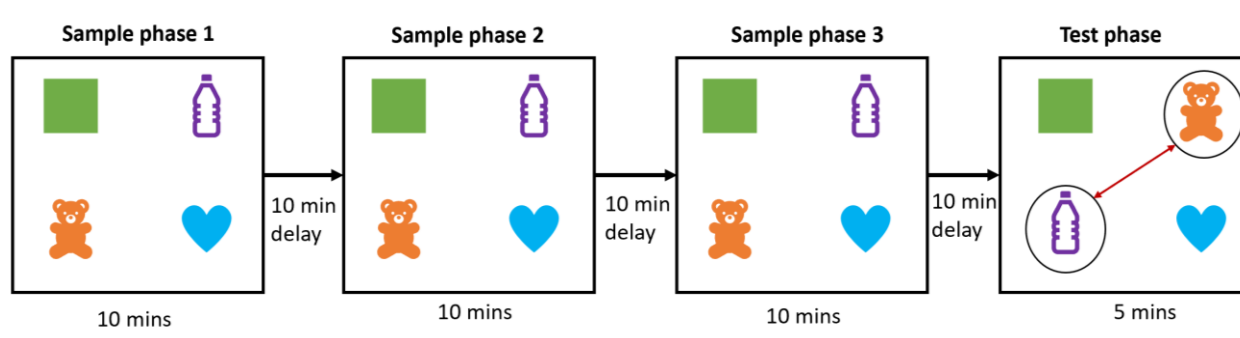 Sample phase 1
Sample phase 2
Sample phase 3
Test phase
10 min
delay
10 min
delay
10 min
delay
10 mins
10 mins
10 mins
5 mins